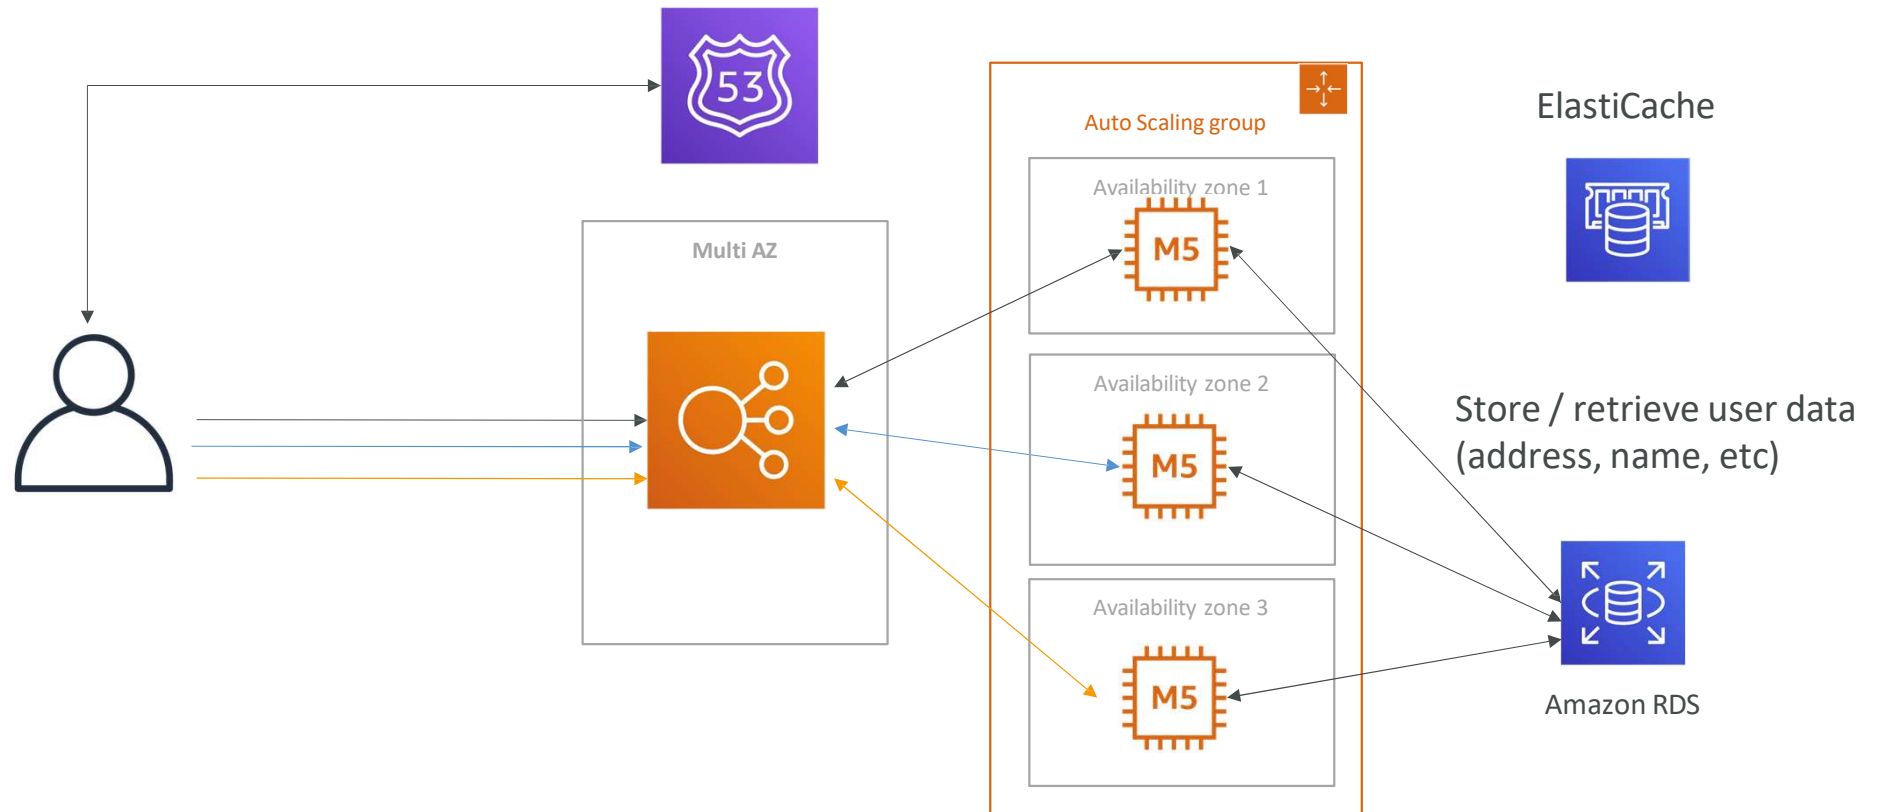 53
Auto Scaling group
ElastiCache
Availability zone 1
M5
Multi AZ
Availability zone 2
M5
Store / retrieve user data
(address, name, etc)
Availability zone 3
M5
Amazon RDS